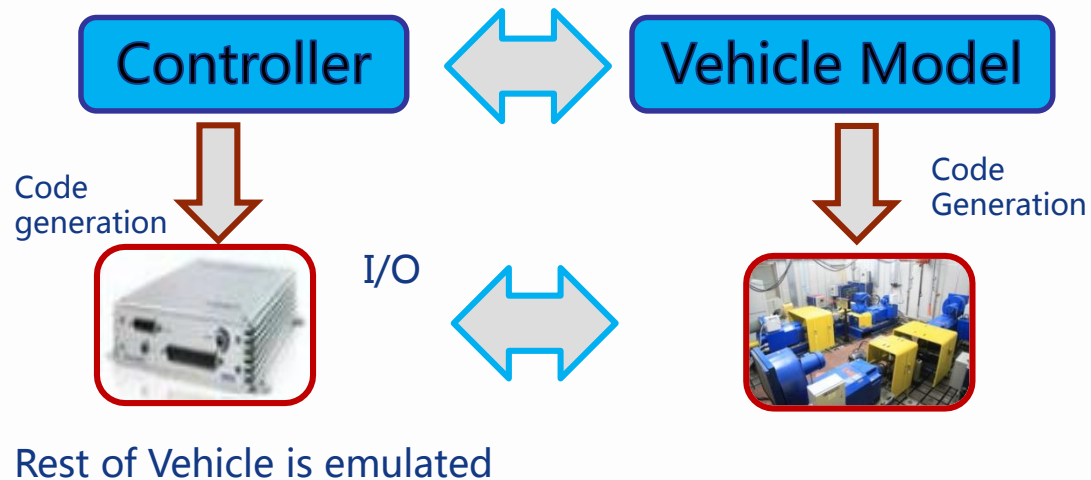 Controller
Vehicle Model
Code
generation
Code
Generation
I/O
Rest of Vehicle is emulated